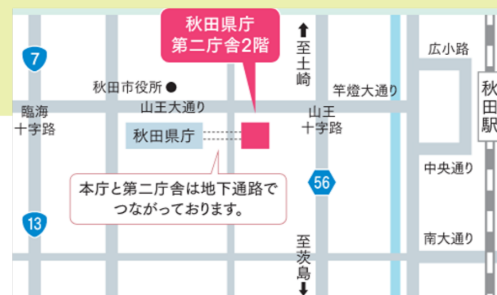 秋田県庁
第二庁舎2階
↑
至土崎
広小路
7
秋田市役所●
竿燈大通り
秋田駅
臨海
十字路
山王大通り
山王
十字路
秋田県庁
中央通り
本庁と第二庁舎は地下通路で
つながっております。
56
13
至茨島
↓
南大通り